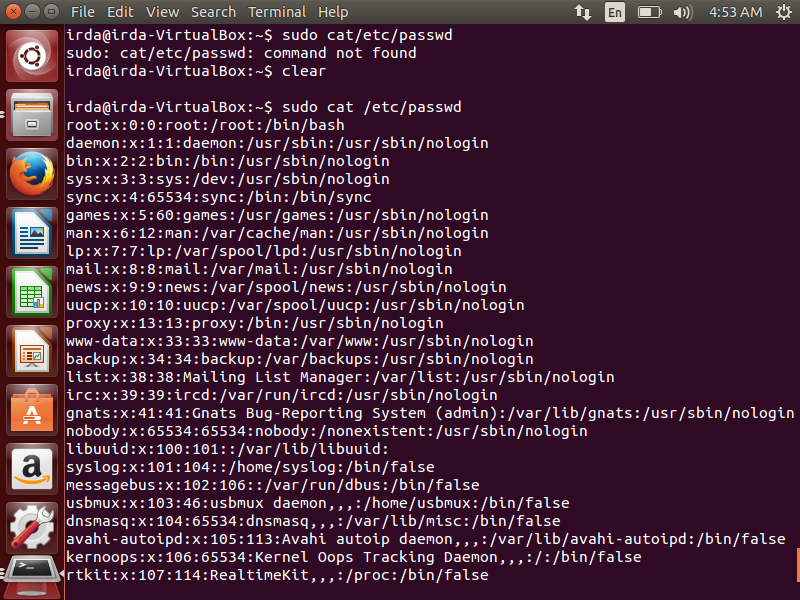 File Edit View Search Terminal Help
En
4:53 AM
irda@irda-VirtualBox:~$ sudo cat/etc/passwd
sudo: cat/etc/passwd: command not found
irda@irda-VirtualBox:~$ clear
irda@irda-VirtualBox:~$ sudo cat /etc/passwd
root:x:0:0:root:/root:/bin/bash
daemon:x:1:1:daemon:/usr/sbin:/usr/sbin/nologin
bin:x:2:2:bin:/bin:/usr/sbin/nologin
sys:x:3:3:sys:/dev:/usr/sbin/nologin
sync:x:4:65534:sync:/bin:/bin/sync
games:x:5:60:games:/usr/games:/usr/sbin/nologin
man:x:6:12:man:/var/cache/man:/usr/sbin/nologin
lp:x:7:7:lp:/var/spool/lpd:/usr/sbin/nologin
mail:x:8:8:mail:/var/mail:/usr/sbin/nologin
news:x:9:9:news:/var/spool/news:/usr/sbin/nologin
uucp:x:10:10:uucp:/var/spool/uucp:/usr/sbin/nologin
proxy:x:13:13:proxy:/bin:/usr/sbin/nologin
www-data:x:33:33:www-data:/var/www:/usr/sbin/nologin
backup:x:34:34:backup:/var/backups:/usr/sbin/nologin
list:x:38:38:Mailing List Manager:/var/list:/usr/sbin/nologin
irc:x:39:39:ircd:/var/run/ircd:/usr/sbin/nologin
gnats:x:41:41:Gnats Bug-Reporting System (admin):/var/lib/gnats:/usr/sbin/nologin
nobody:x:65534:65534:nobody:/nonexistent:/usr/sbin/nologin
libuuid:x:100:101::/var/lib/libuuid:
syslog:x:101:104::/home/syslog:/bin/false
messagebus:x:102:106::/var/run/dbus:/bin/false
usbmux:x:103:46:usbmux daemon,,,:/home/usbmux:/bin/false
dnsmasq:x:104:65534:dnsmasq,,,:/var/lib/misc:/bin/false
avahi-autoipd:x:105:113:Avahi autoip daemon,,,:/var/lib/avahi-autoipd:/bin/false
kernoops:x:106:65534:Kernel Oops Tracking Daemon,,,:/:/bin/false
rtkit:x:107:114:RealtimeKit,,,:/proc:/bin/false